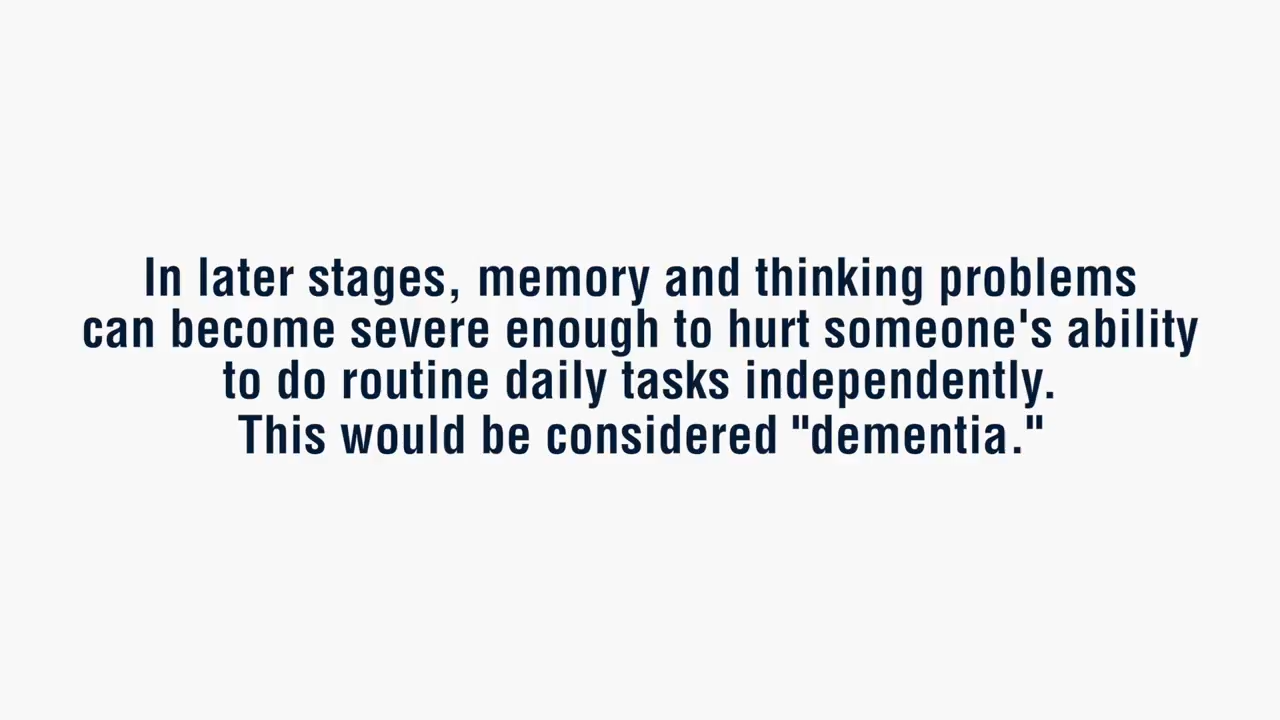 In later stages, memory and thinking problems
can become severe enough to hurt someone's ability
to do routine daily tasks independently.
This would be considered "dementia."